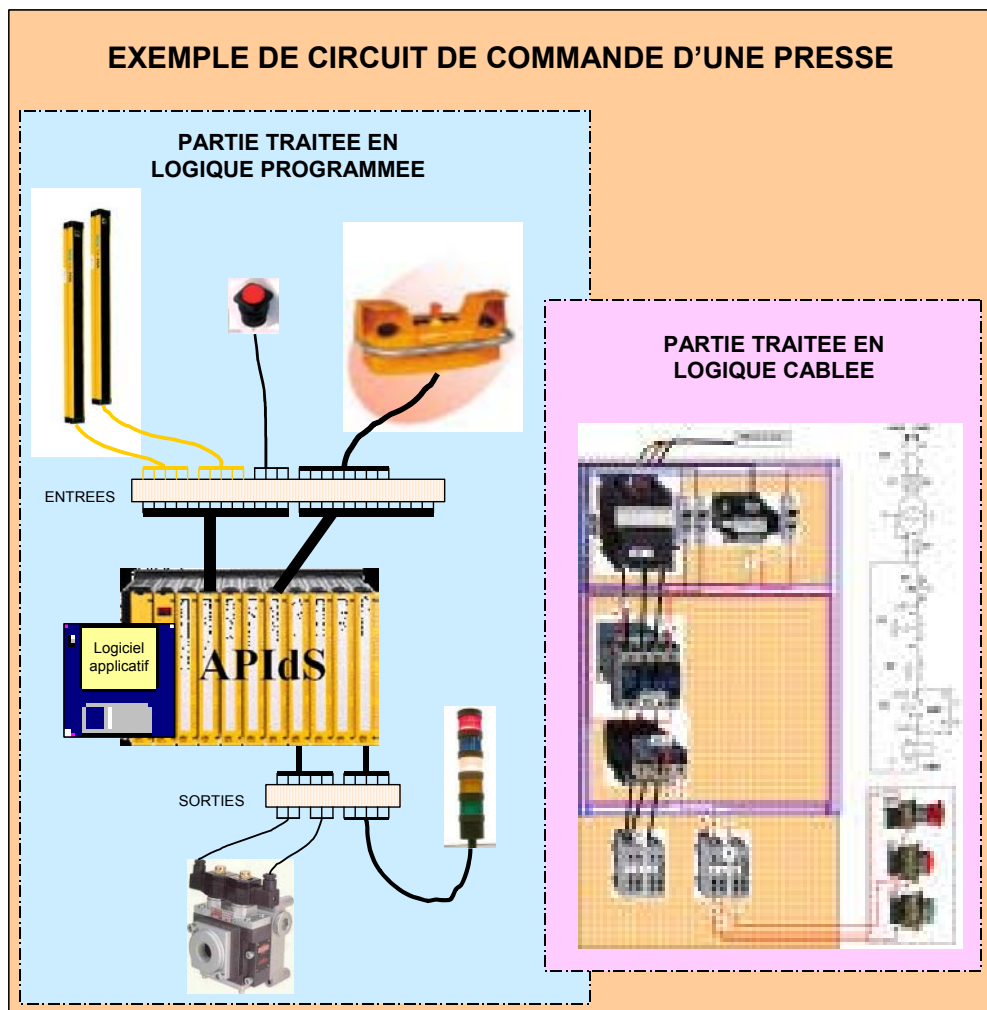 EXEMPLE DE CIRCUIT DE COMMANDE D'UNE PRESSE
PARTIE TRAITEE EN
LOGIQUE PROGRAMMEE
ENTREES
Logiciel
applicatif
APIdS
SORTIES
PARTIE TRAITEE EN
LOGIQUE CABLEE